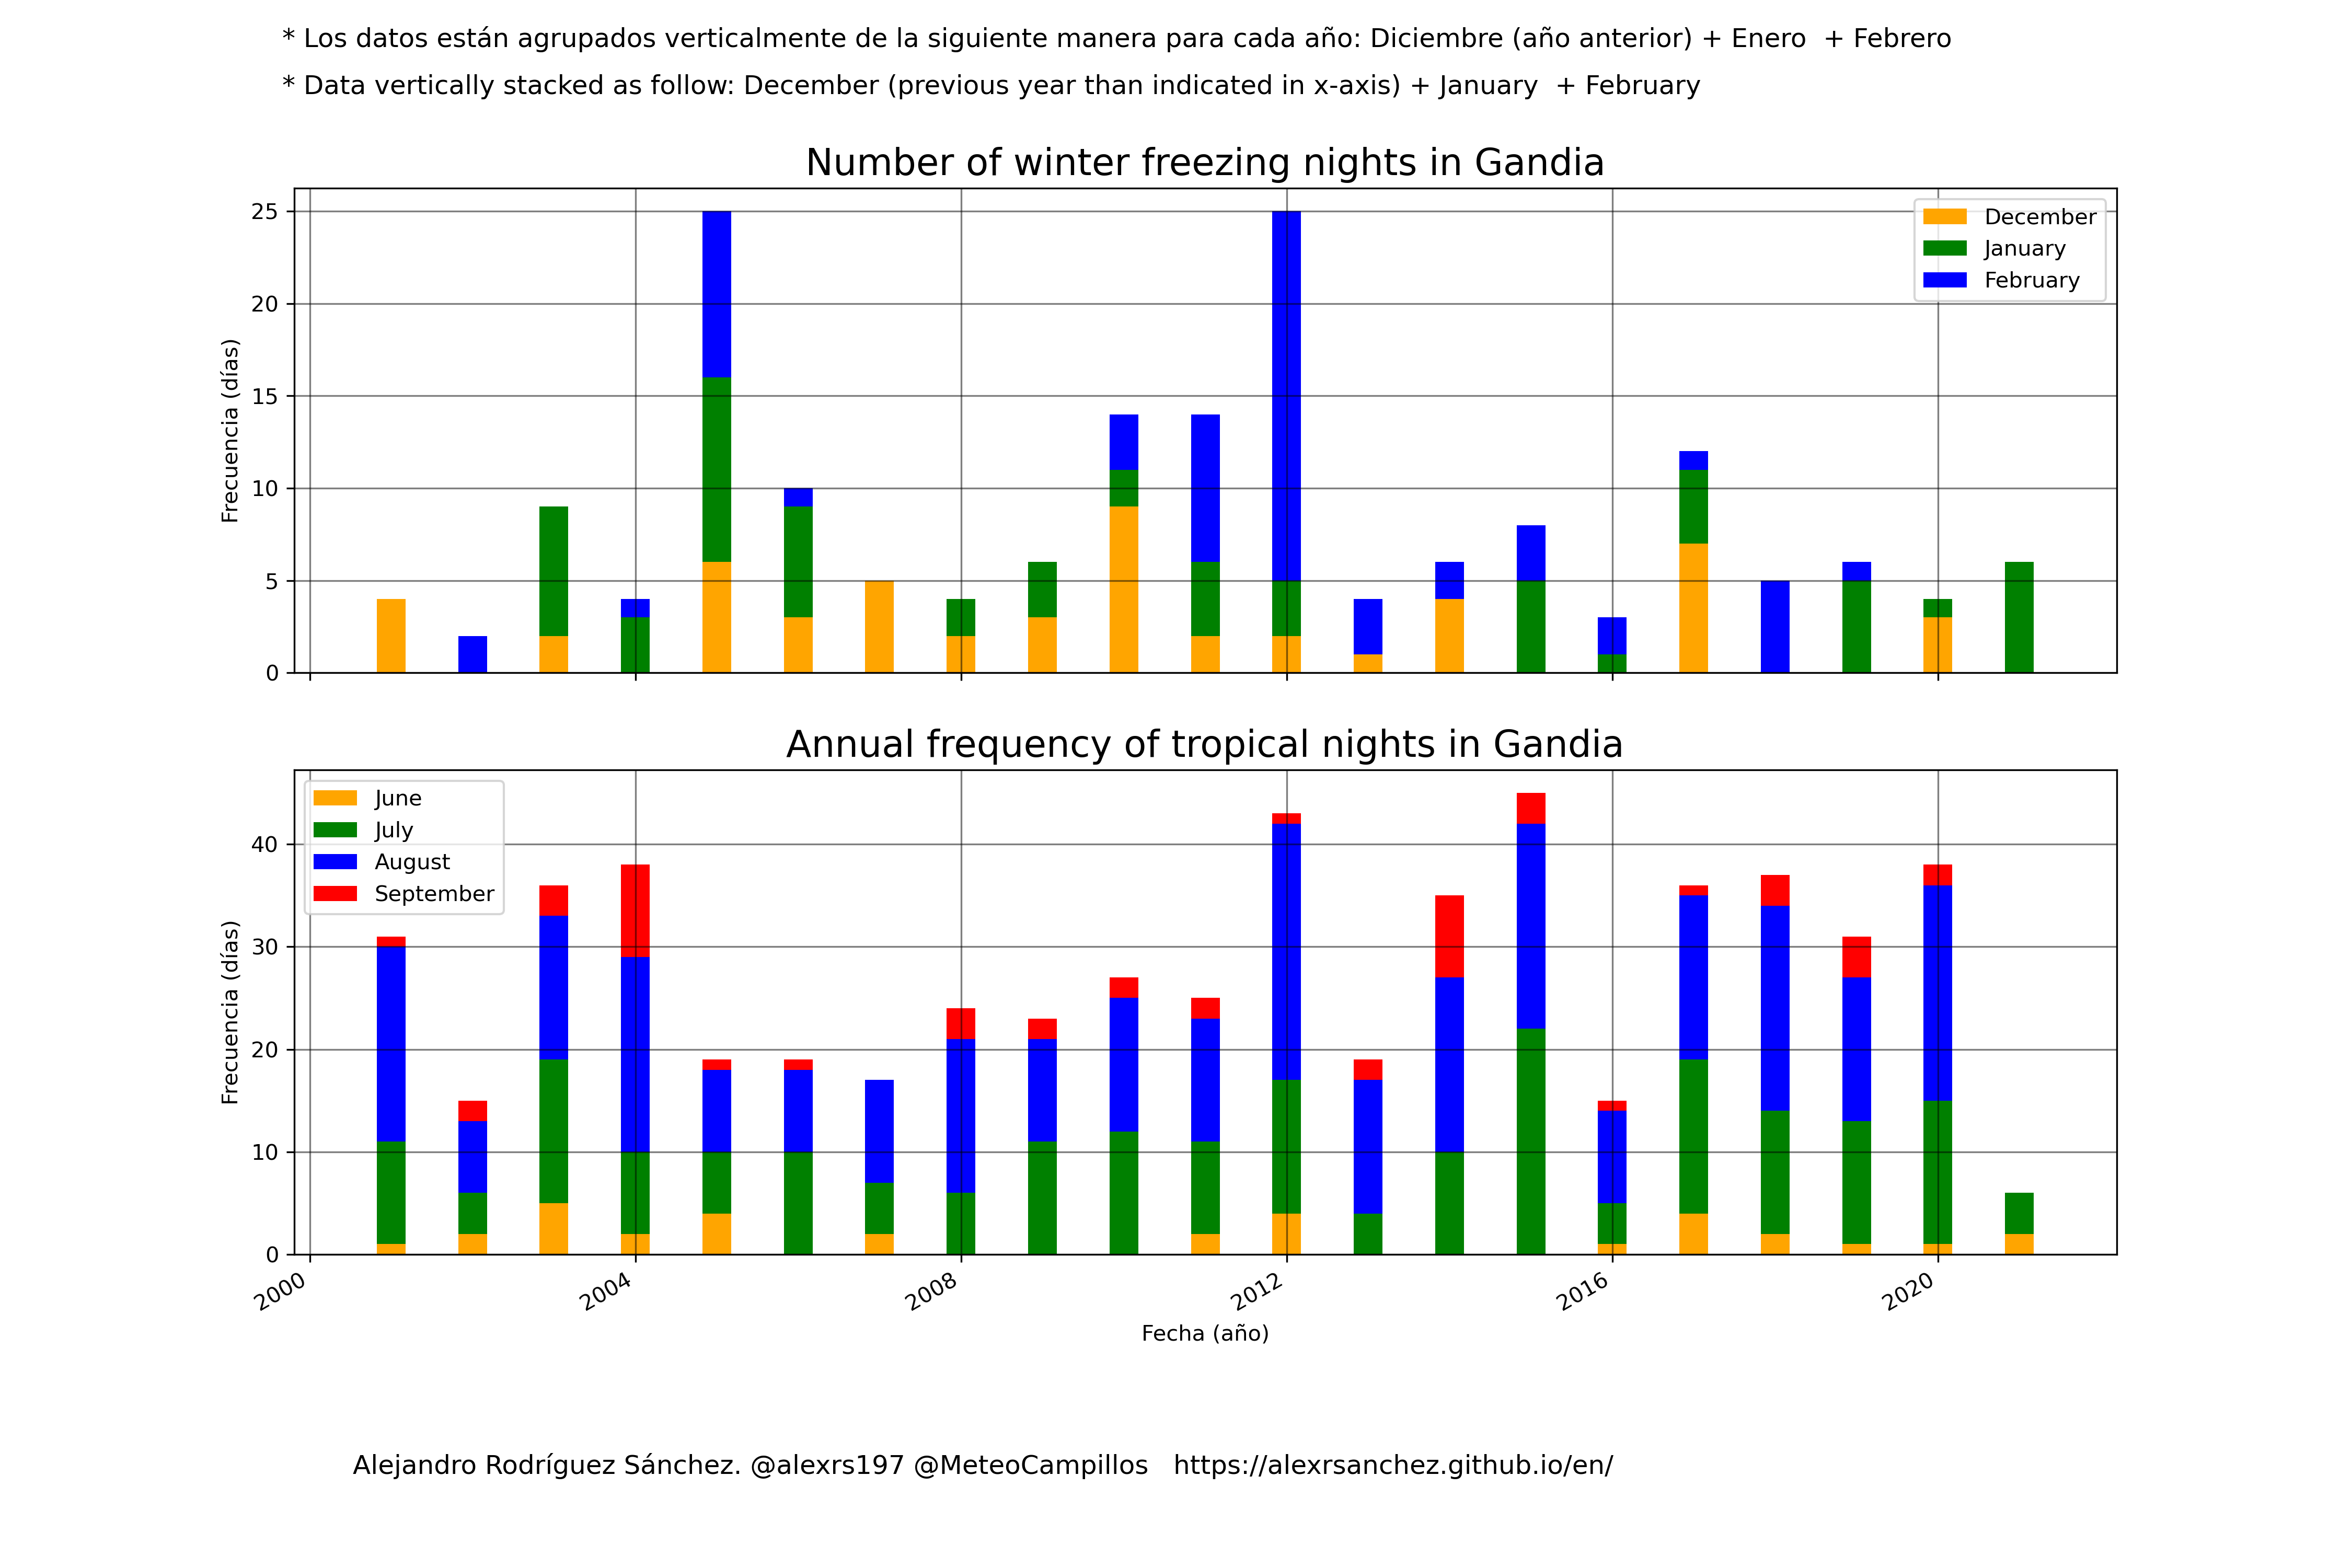 * Los datos están agrupados verticalmente de la siguiente manera para cada año: Diciembre (año anterior) + Enero  + Febrero
* Data vertically stacked as follow: December (previous year than indicated in x-axis) + January  + February
Number of winter freezing nights in Gandia
25
20
15
10
5
0
Frecuencia (días)
December
January
February
Annual frequency of tropical nights in Gandia
40
30
20
10
0
Frecuencia (días)
June
July
August
September
2000
2004
2008
2012
2016
2020
Fecha (año)
Alejandro Rodríguez Sánchez. @alexrs197 @MeteoCampillos   https://alexrsanchez.github.io/en/